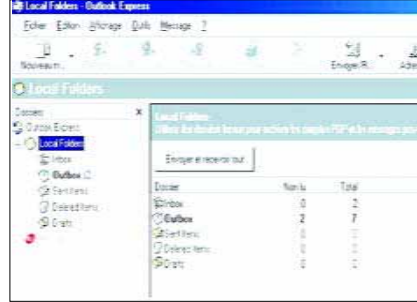 Local Folders - Outlook Express
Fichier Edition Affichage Outils Message ?
Nouveau m... Envoyer/R... Adre
Local Folders
Dossiers x
Outlook Express
Local Folders
Inbox
Outbox
Sent Items
Deleted Items
Drafts
Local Folders
Envoyer et recevoir tout
Dossier Non lu Total
Inbox 0 2
Outbox 2 7
Sent Items
Deleted Items
Drafts